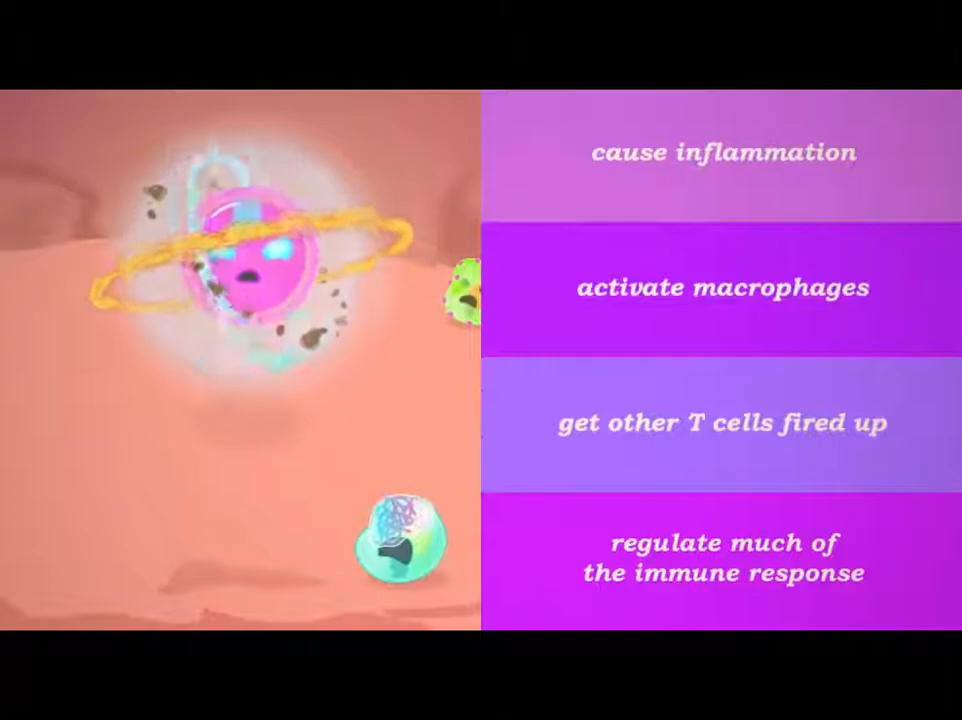 cause inflammation
activate macrophages
get other T cells fired up
regulate much of
the immune response